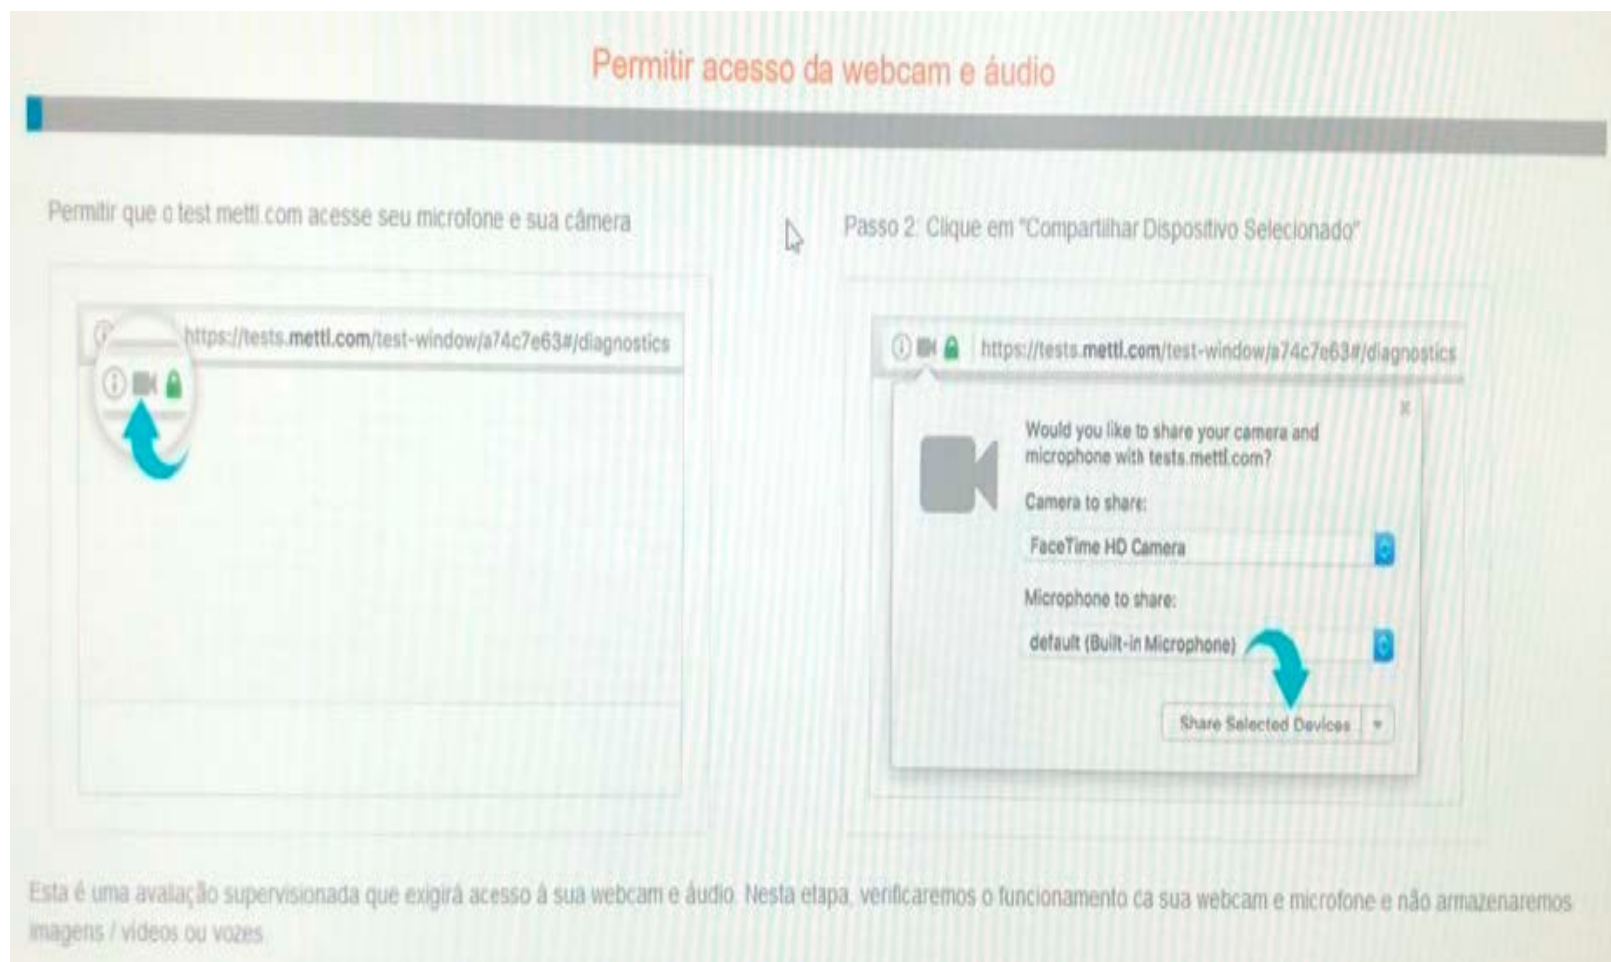 Permitir acesso da webcam e áudio
Permitir que o test mettl.com acesse seu microfone e sua câmera
Passo 2: Clique em "Compartilhar Dispositivo Selecionado"
https://tests.mettl.com/test-window/a74c7e63#/diagnostics
https://tests.mettl.com/test-window/a74c7e63#/diagnostics
Would you like to share your camera and
microphone with tests.mettl.com?
Camera to share:
FaceTime HD Camera
Microphone to share:
default (Built-in Microphone)
Share Selected Devices
Esta é uma avaliação supervisionada que exigirá acesso à sua webcam e áudio. Nesta etapa, verificaremos o funcionamento da sua webcam e microfone e não armazenaremos
imagens / vídeos ou vozes.